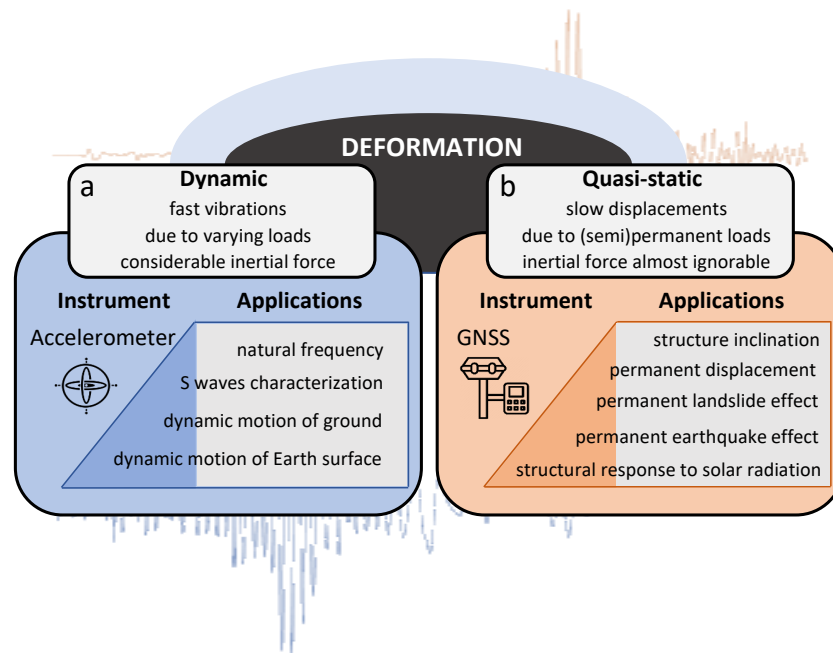 DEFORMATION
a
Dynamic
fast vibrations
due to varying loads
considerable inertial force
Instrument
Applications
Accelerometer
natural frequency
S waves characterization
dynamic motion of ground
dynamic motion of Earth surface
b
Quasi-static
slow displacements
due to (semi)permanent loads
inertial force almost ignorable
Instrument
Applications
GNSS
structure inclination
permanent displacement
permanent landslide effect
permanent earthquake effect
structural response to solar radiation